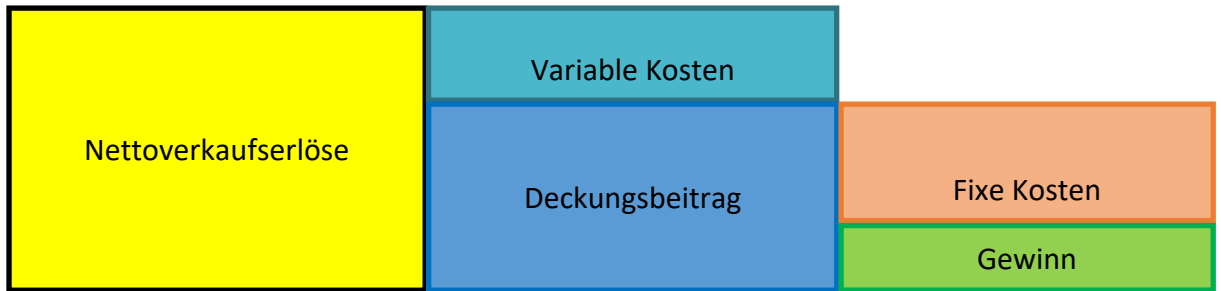 Variable Kosten
Nettoverkaufserlöse
Deckungsbeitrag
Fixe Kosten
Gewinn